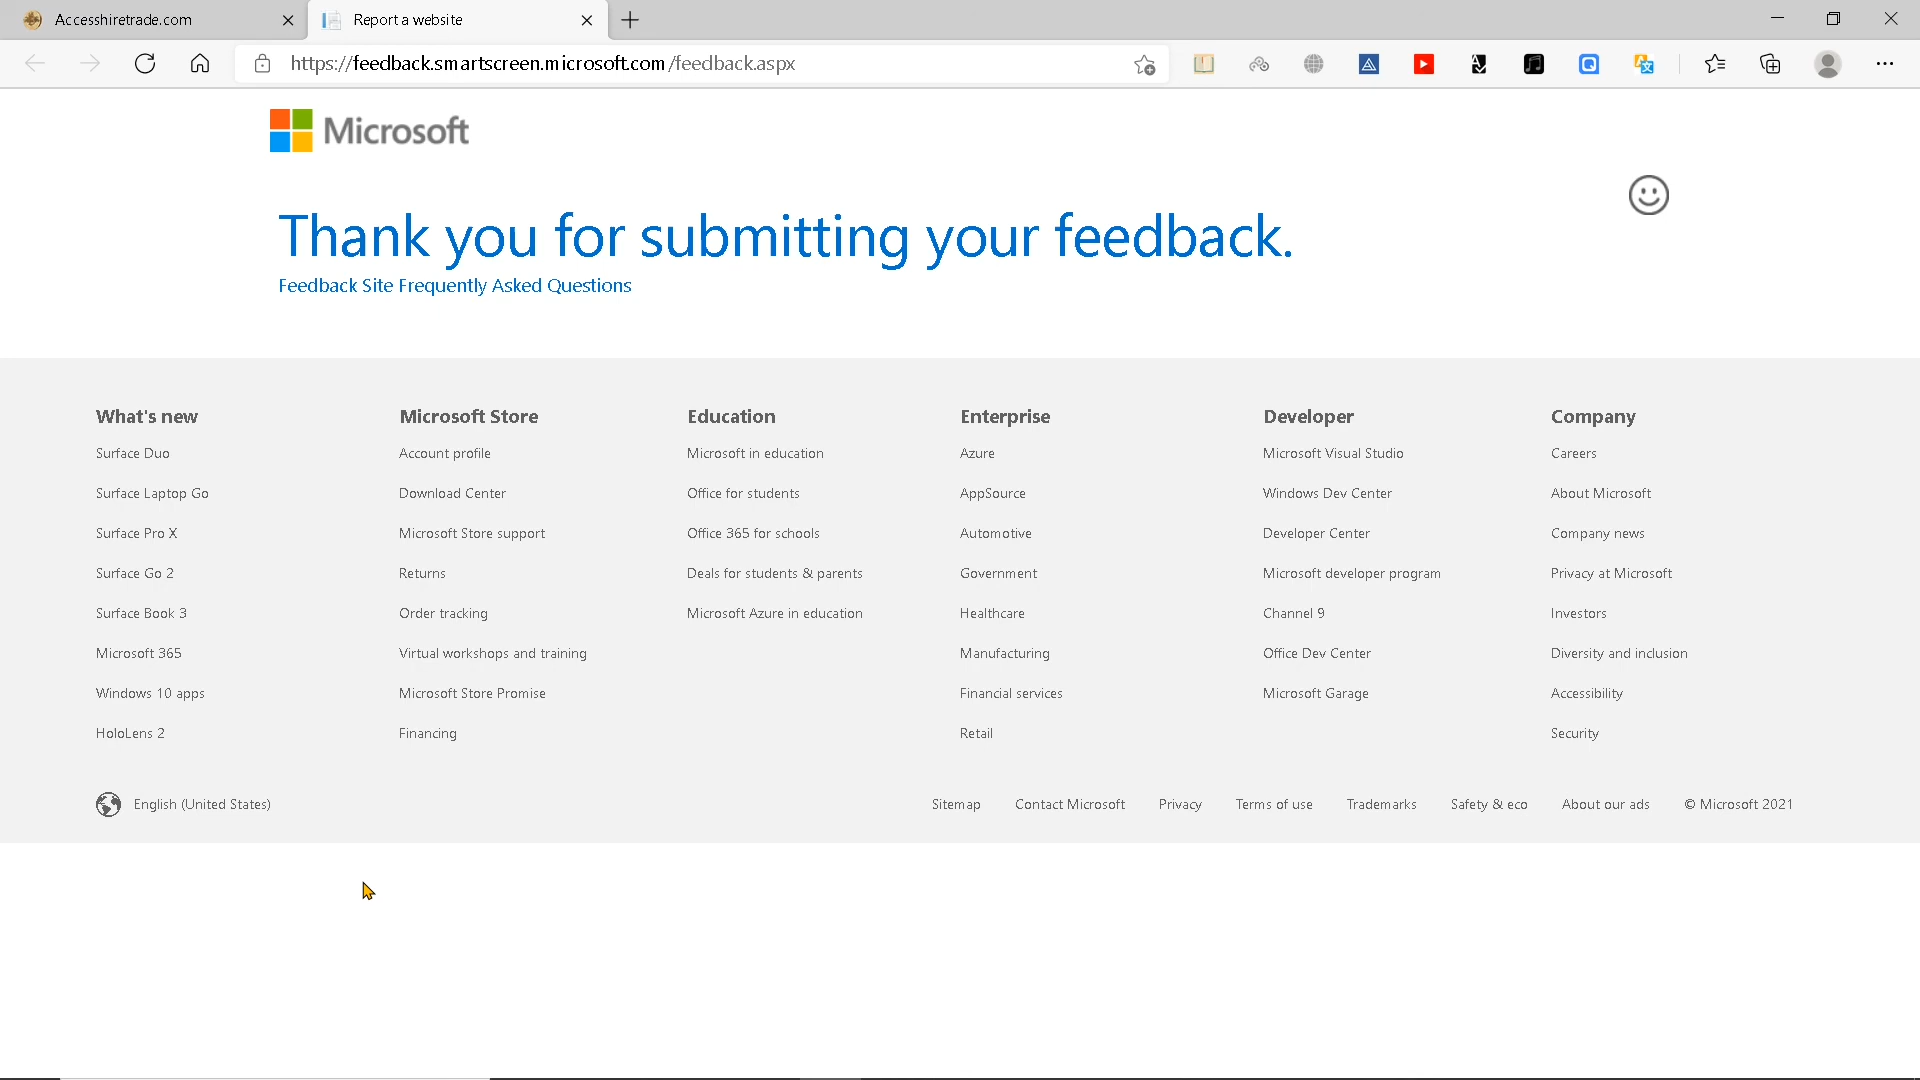 Accesshiretrade.com
Report a website
https://feedback.smartscreen.microsoft.com/feedback.aspx
Microsoft
Thank you for submitting your feedback.
Feedback Site Frequently Asked Questions
What's new
Surface Duo
Surface Laptop Go
Surface Pro X
Surface Go 2
Surface Book 3
Microsoft 365
Windows 10 apps
HoloLens 2
Microsoft Store
Account profile
Download Center
Microsoft Store support
Returns
Order tracking
Virtual workshops and training
Microsoft Store Promise
Financing
Education
Microsoft in education
Office for students
Office 365 for schools
Deals for students & parents
Microsoft Azure in education
Enterprise
Azure
AppSource
Automotive
Government
Healthcare
Manufacturing
Financial services
Retail
Developer
Microsoft Visual Studio
Windows Dev Center
Developer Center
Microsoft developer program
Channel 9
Office Dev Center
Microsoft Garage
Company
Careers
About Microsoft
Company news
Privacy at Microsoft
Investors
Diversity and inclusion
Accessibility
Security
English (United States)
Sitemap
Contact Microsoft
Privacy
Terms of use
Trademarks
Safety & eco
About our ads
© Microsoft 2021